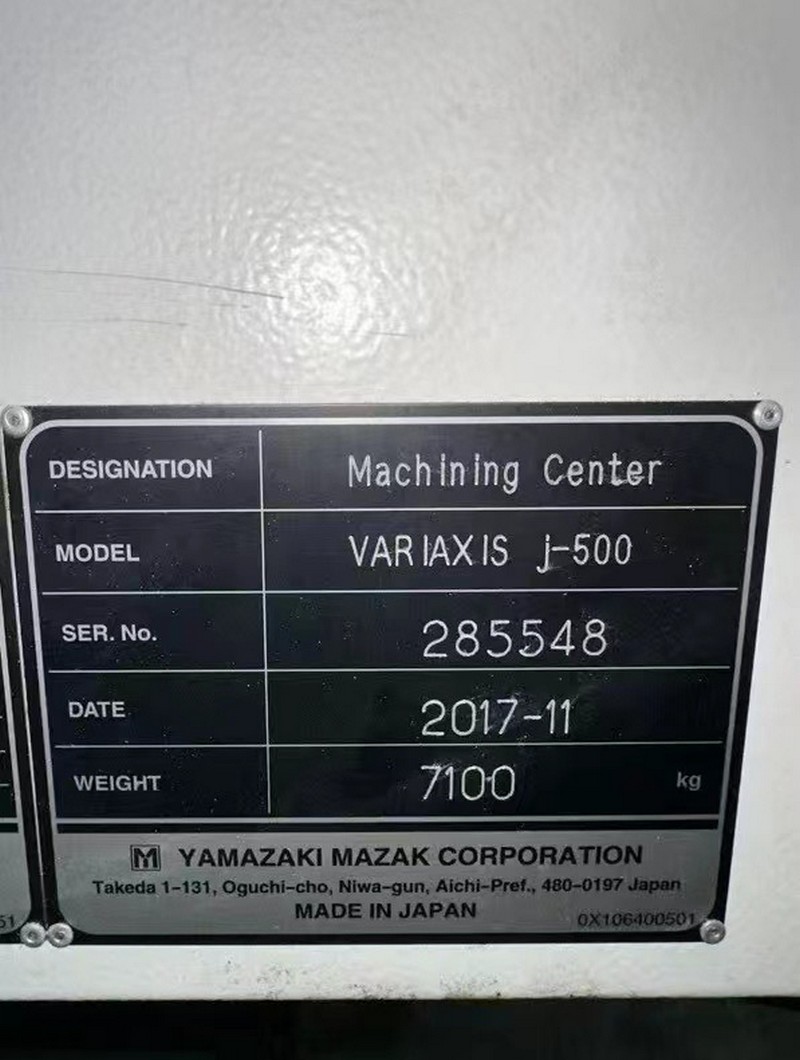 DESIGNATION Machining Center
MODEL VARIAXIS j-500
SER. No. 285548
DATE 2017-11
WEIGHT 7100 kg
M YAMAZAKI MAZAK CORPORATION
Takeda 1-131, Oguchi-cho, Niwa-gun, Aichi-Pref., 480-0197 Japan
MADE IN JAPAN
0X106400501
51